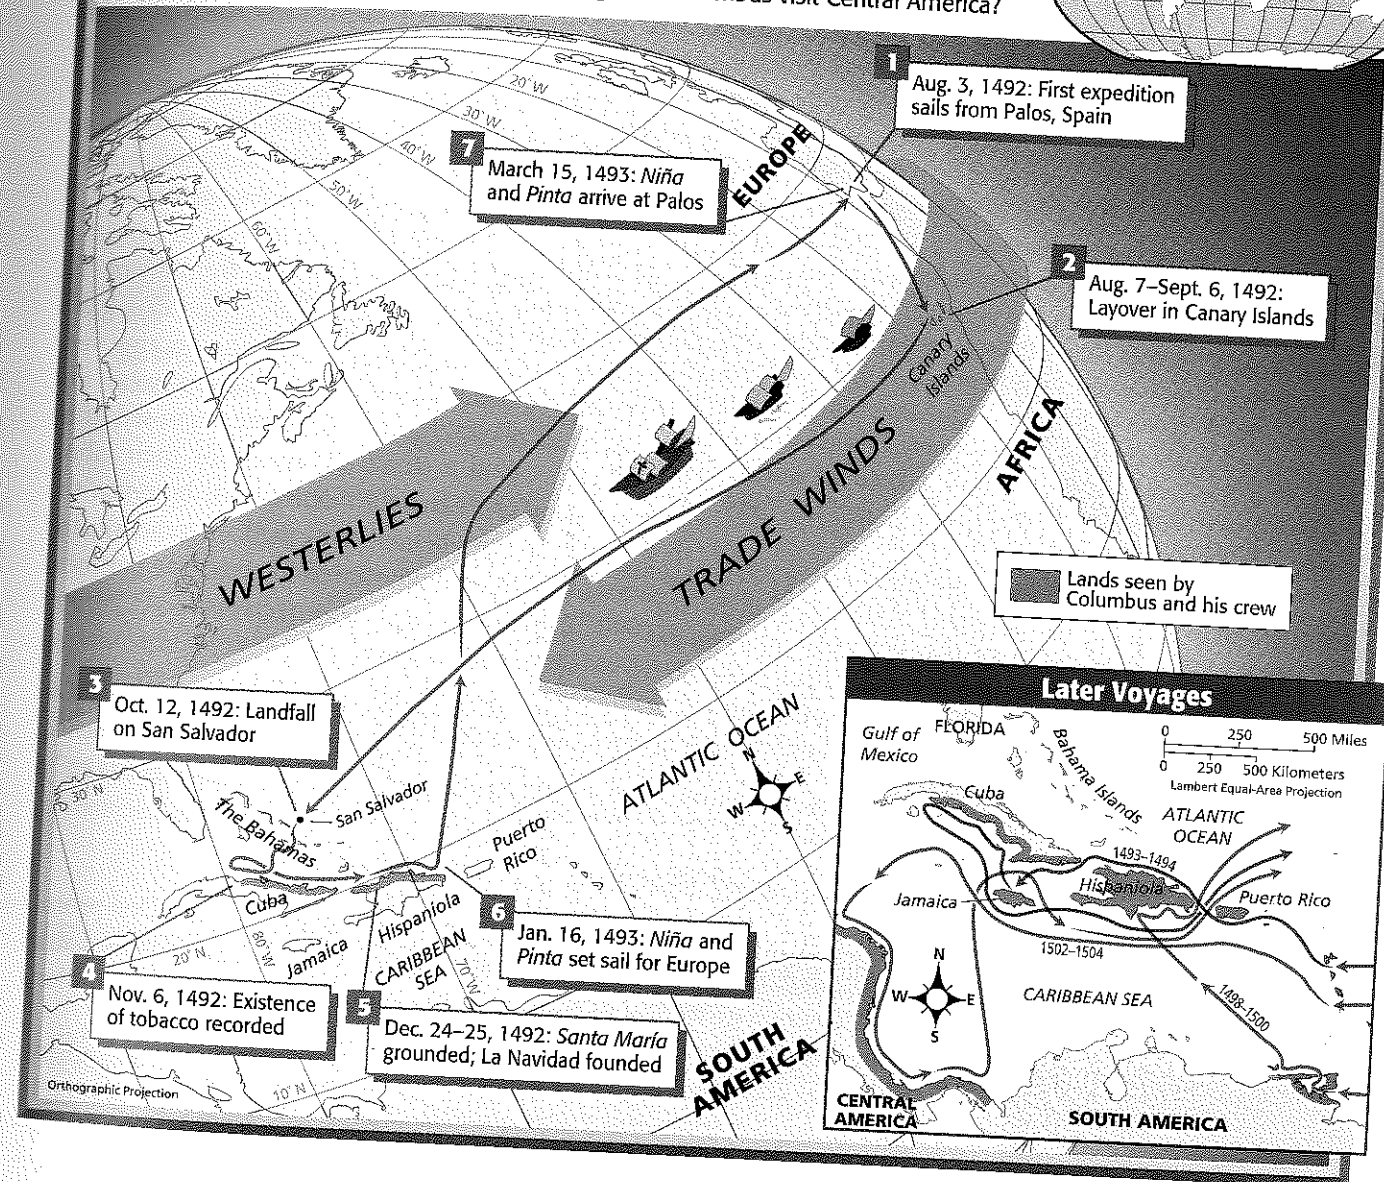 visit Central America?
1
Aug. 3, 1492: First expedition
sails from Palos, Spain
7
March 15, 1493: Niña
and Pinta arrive at Palos
EUROPE
20°W
30°W
40°W
50°W
60°W
2
Aug. 7–Sept. 6, 1492:
Layover in Canary Islands
Canary
Islands
AFRICA
WESTERLIES
TRADE WINDS
Lands seen by
Columbus and his crew
3
Oct. 12, 1492: Landfall
on San Salvador
30°N
The Bahamas
San Salvador
ATLANTIC OCEAN
N
E
W
S
Puerto
Rico
Cuba
Hispaniola
Jamaica
CARIBBEAN
SEA
20°N
80°W
70°W
6
Jan. 16, 1493: Niña and
Pinta set sail for Europe
4
Nov. 6, 1492: Existence
of tobacco recorded
5
Dec. 24–25, 1492: Santa María
grounded; La Navidad founded
SOUTH
AMERICA
Orthographic Projection
10°N
Later Voyages
Gulf of
Mexico
FLORIDA
Bahama Islands
0 250 500 Miles
0 250 500 Kilometers
Lambert Equal-Area Projection
Cuba
ATLANTIC
OCEAN
1493–1494
Hispaniola
Jamaica
Puerto Rico
1502–1504
N
W E
S
CARIBBEAN SEA
1498–1500
CENTRAL
AMERICA
SOUTH AMERICA